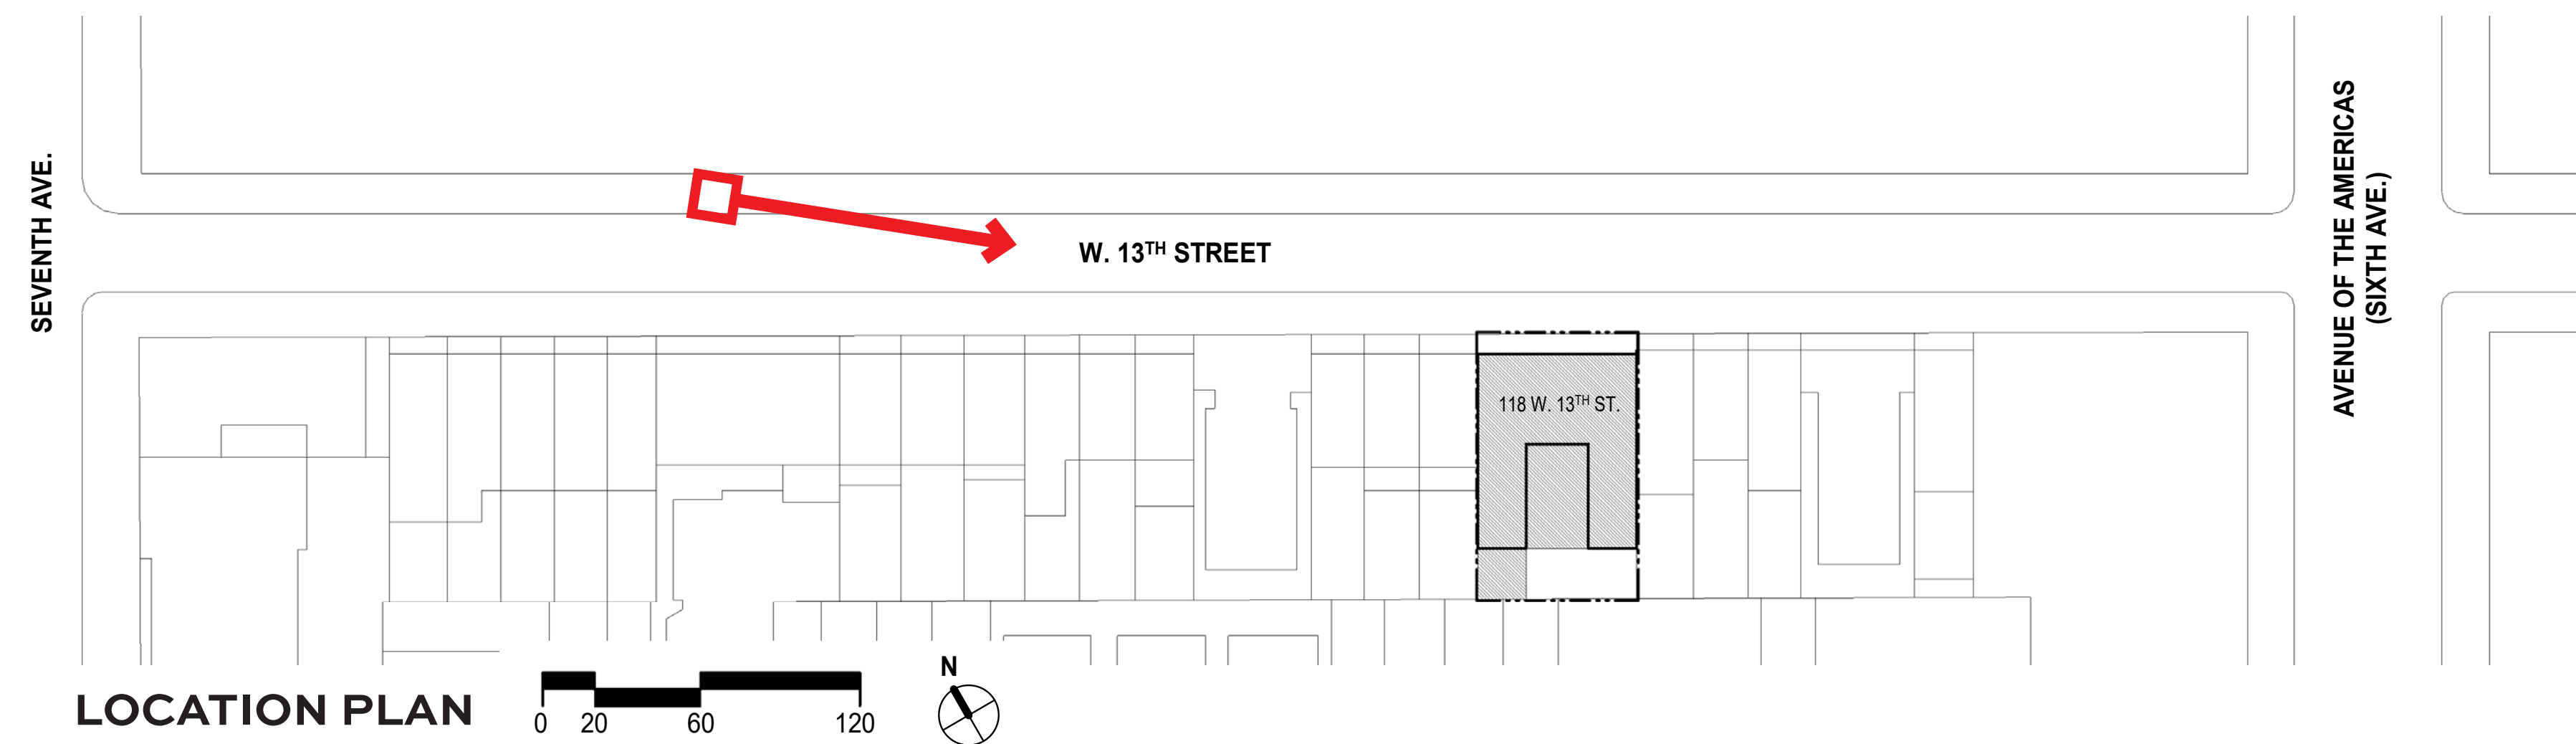 SEVENTH AVE.
W. 13TH STREET
AVENUE OF THE AMERICAS
(SIXTH AVE.)
118 W. 13TH ST.
LOCATION PLAN
0 20 60 120
N